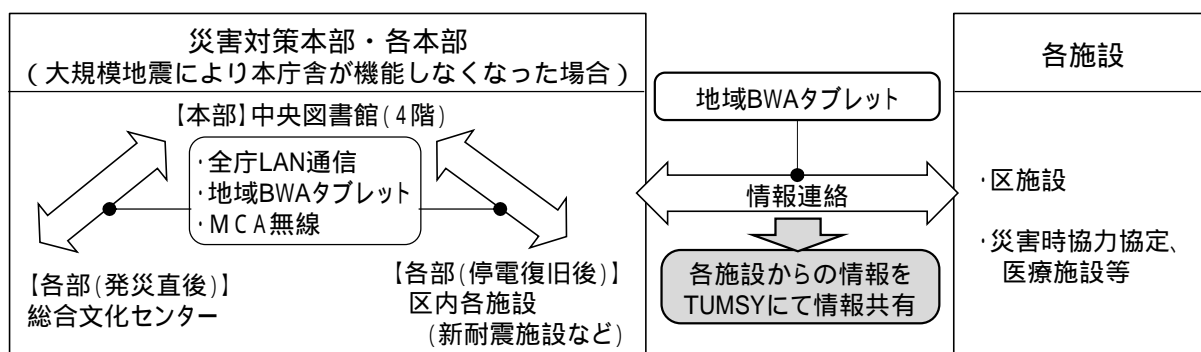 災害対策本部・各本部
(大規模地震により本庁舎が機能しなくなった場合)
【本部】中央図書館(4階)
・全庁LAN通信
・地域BWAタブレット
・MCA無線
【各部(発災直後)】
総合文化センター
【各部(停電復旧後)】
区内各施設
(新耐震施設など)
地域BWAタブレット
情報連絡
各施設からの情報を
TUMSYにて情報共有
各施設
・区施設
・災害時協力協定、
医療施設等